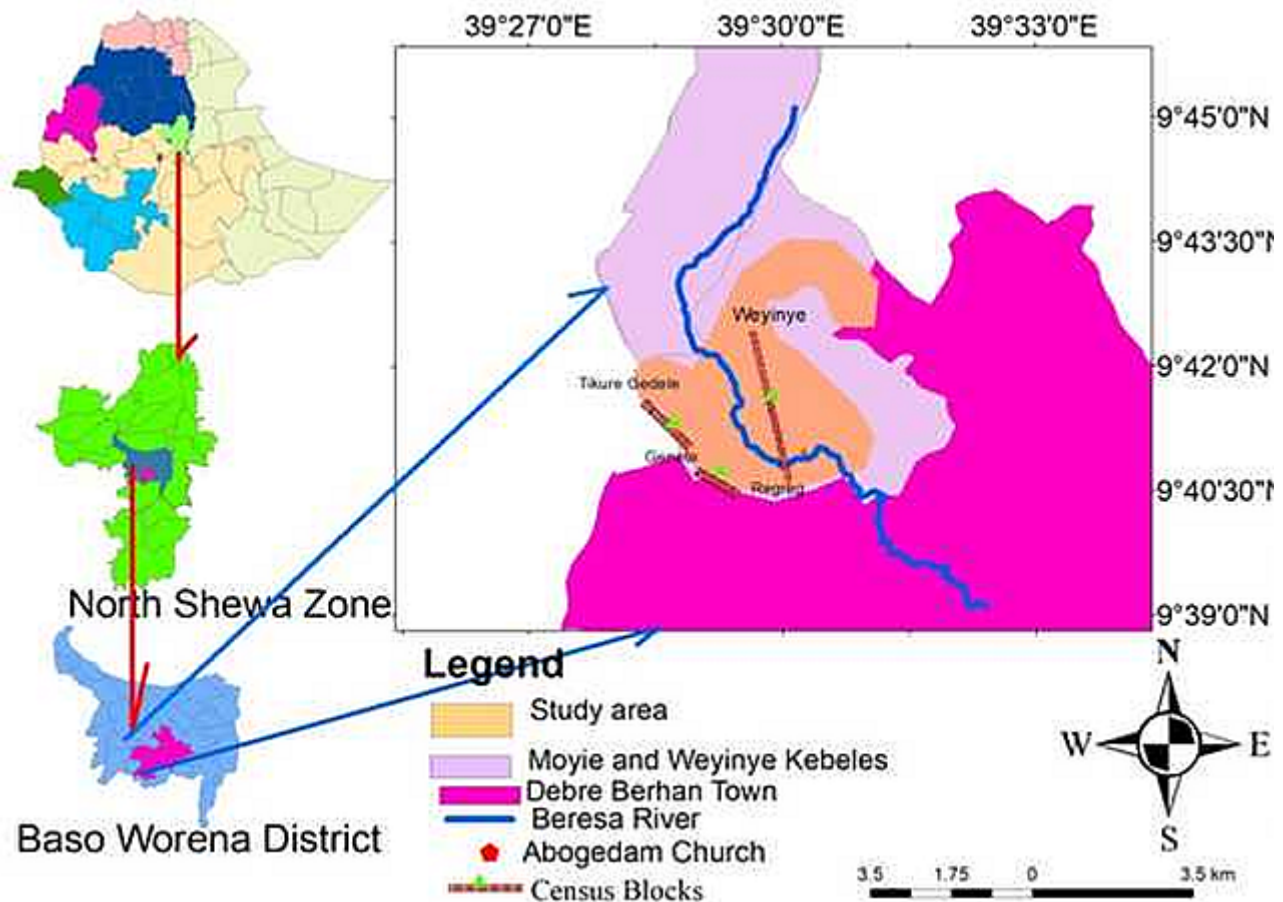 39°27'0"E 39°30'0"E 39°33'0"E
9°45'0"N
9°43'30"N
Weyinye
9°42'0"N
Tikure Gedele
9°40'30"N
Regreg
North Shewa Zone
9°39'0"N
Legend
Study area
Moyie and Weyinye Kebeles
Debre Berhan Town
Beresa River
Abogedam Church
Census Blocks
Baso Worena District
N
W E
S
3.5 1.75 0 3.5 km